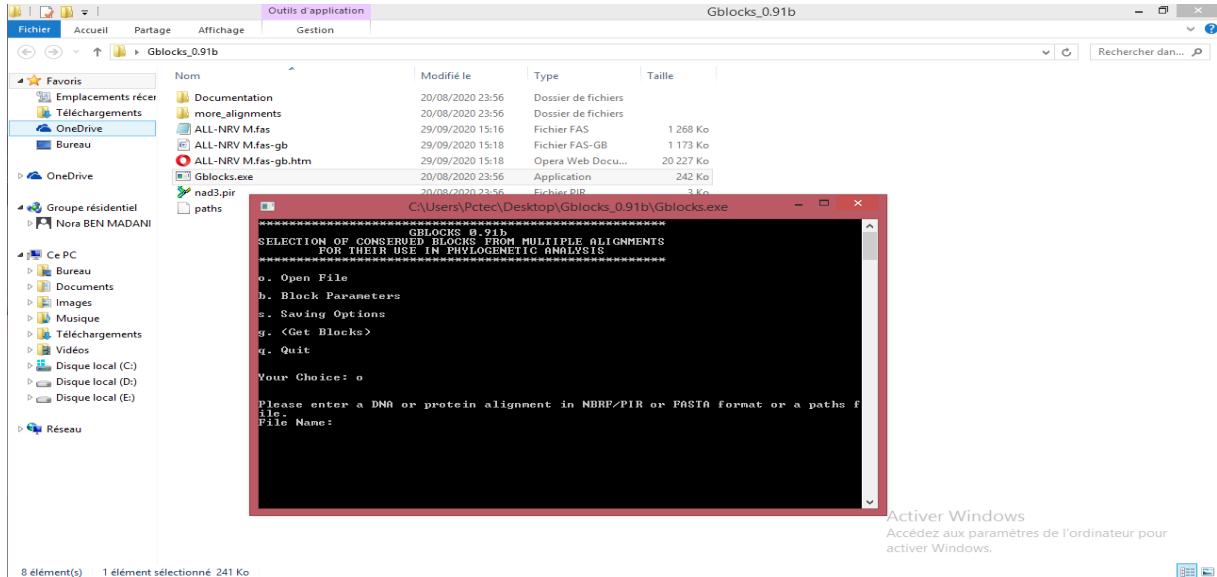 Outils d'application
Gblocks_0.91b
Fichier Accueil Partage Affichage Gestion
Gblocks_0.91b
Rechercher dan...
Nom Modifié le Type Taille
Favoris
Emplacements récer
Téléchargements
OneDrive
Bureau
OneDrive
Groupe résidentiel
Nora BEN MADANI
Ce PC
Bureau
Documents
Images
Musique
Téléchargements
Vidéos
Disque local (C:)
Disque local (D:)
Disque local (E:)
Réseau
Documentation 20/08/2020 23:56 Dossier de fichiers
more_alignments 20/08/2020 23:56 Dossier de fichiers
ALL-NRV M.fas 29/09/2020 15:16 Fichier FAS 1 268 Ko
ALL-NRV M.fas-gb 29/09/2020 15:18 Fichier FAS-GB 1 173 Ko
ALL-NRV M.fas-gb.htm 29/09/2020 15:18 Opera Web Docu... 20 227 Ko
Gblocks.exe 20/08/2020 23:56 Application 242 Ko
nad3.pir 20/08/2020 23:56 Fichier PIR 3 Ko
paths
C:\Users\Pctec\Desktop\Gblocks_0.91b\Gblocks.exe
GBLOCKS 0.91b
SELECTION OF CONSERVED BLOCKS FROM MULTIPLE ALIGNMENTS
FOR THEIR USE IN PHYLOGENETIC ANALYSIS
o. Open File
b. Block Parameters
s. Saving Options
g. <Get Blocks>
q. Quit
Your Choice: o
Please enter a DNA or protein alignment in NBRF/PIR or FASTA format or a paths f
ile.
File Name:
Activer Windows
Accédez aux paramètres de l'ordinateur pour
activer Windows.
8 élément(s) 1 élément sélectionné 241 Ko